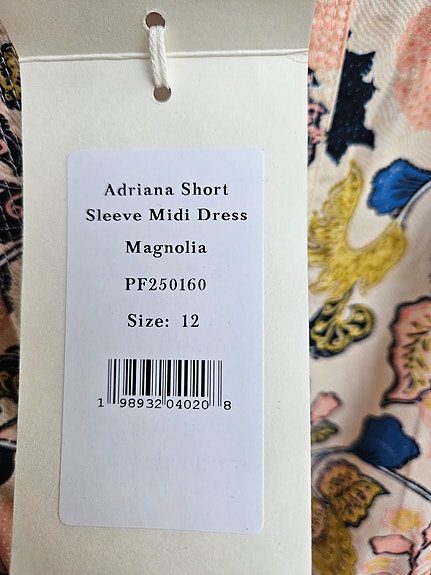 Adriana Short
Sleeve Midi Dress
Magnolia
PF250160
Size: 12
1 98932 04020 8